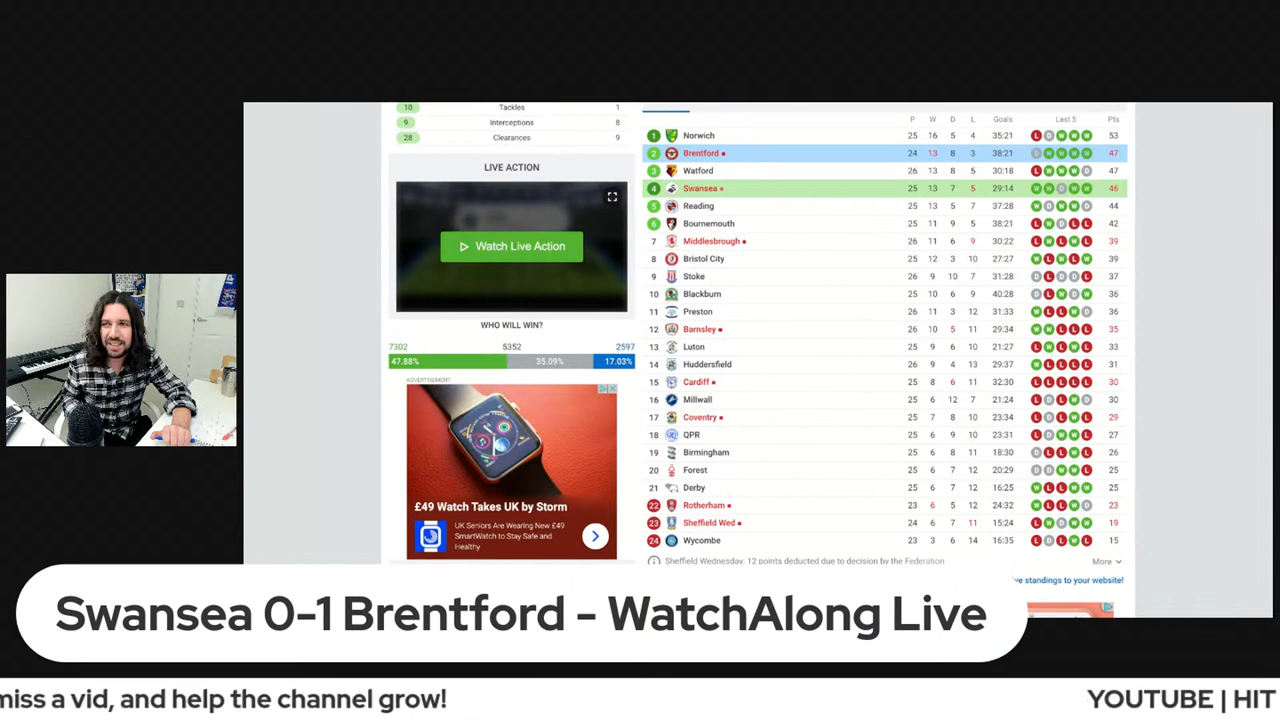 10 Tackles 1
9 Interceptions 8
28 Clearances 9
LIVE ACTION
Watch Live Action
WHO WILL WIN?
7302 5352 2597
47.88% 35.09% 17.03%
ADVERTISEMENT
£49 Watch Takes UK by Storm
UK Seniors Are Wearing New £49
SmartWatch to Stay Safe and
Healthy
P W D L Goals Last 5 Pts
1 Norwich 25 16 5 4 35:21 L D W W W 53
2 Brentford 24 13 8 3 38:21 D W W W W 47
3 Watford 26 13 8 5 30:18 L W W W D 47
4 Swansea 25 13 7 5 29:14 W W D W W 46
5 Reading 25 13 5 7 37:28 W D W W D 44
6 Bournemouth 25 11 9 5 38:21 L W D L L 42
7 Middlesbrough 26 11 6 9 30:22 L W L W L 39
8 Bristol City 25 12 3 10 27:27 W L W L W 39
9 Stoke 26 9 10 7 31:28 D L D D L 37
10 Blackburn 25 10 6 9 40:28 D L W D W 36
11 Preston 26 11 3 12 31:33 W L L W D 36
12 Barnsley 26 10 5 11 29:34 W W L L L 35
13 Luton 25 9 6 10 21:27 L W L W L 33
14 Huddersfield 26 9 4 13 29:37 W L L L L 31
15 Cardiff 25 8 6 11 32:30 L L L L L 30
16 Millwall 25 6 12 7 21:24 L D L W D 30
17 Coventry 25 7 8 10 23:34 L D L W L 29
18 QPR 25 6 9 10 23:31 L D W W L 27
19 Birmingham 25 6 8 11 18:30 D L L W L 26
20 Forest 25 6 7 12 20:29 D D W W L 25
21 Derby 25 6 7 12 16:25 W L L W W 25
22 Rotherham 23 6 5 12 24:32 L W L L D 23
23 Sheffield Wed 24 6 7 11 15:24 L W D W W 19
24 Wycombe 23 3 6 14 16:35 L D L W L 15
Sheffield Wednesday: 12 points deducted due to decision by the Federation More
ve standings to your website!
Swansea 0-1 Brentford - WatchAlong Live
miss a vid, and help the channel grow! YOUTUBE | HIT